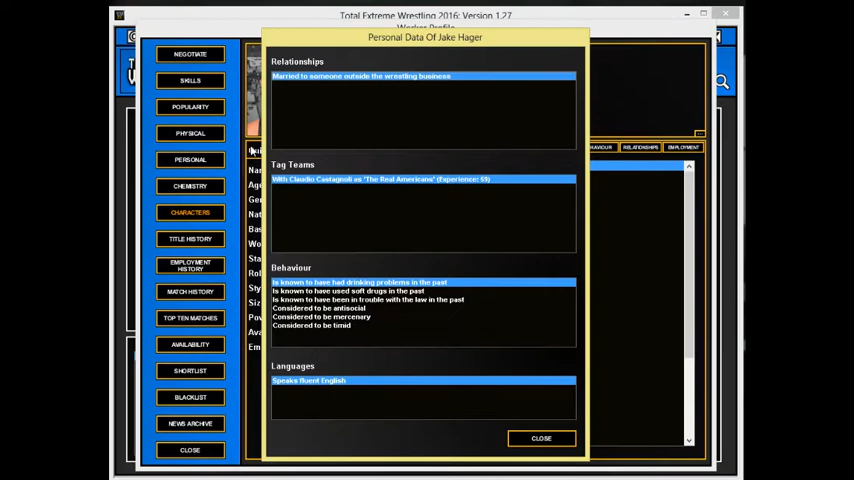 Total Extreme Wrestling 2016: Version 1.27
Worker Profile
Personal Data Of Jake Hager
NEGOTIATE
SKILLS
POPULARITY
PHYSICAL
PERSONAL
CHEMISTRY
CHARACTERS
TITLE HISTORY
EMPLOYMENT
HISTORY
MATCH HISTORY
TOP TEN MATCHES
AVAILABILITY
SHORTLIST
BLACKLIST
NEWS ARCHIVE
CLOSE
Relationships
Married to someone outside the wrestling business
Tag Teams
With Claudio Castagnoli as 'The Real Americans' (Experience: 59)
Behaviour
Is known to have had drinking problems in the past
Is known to have used soft drugs in the past
Is known to have been in trouble with the law in the past
Considered to be antisocial
Considered to be mercenary
Considered to be timid
Languages
Speaks fluent English
CLOSE
RELATIONSHIPS
EMPLOYMENT